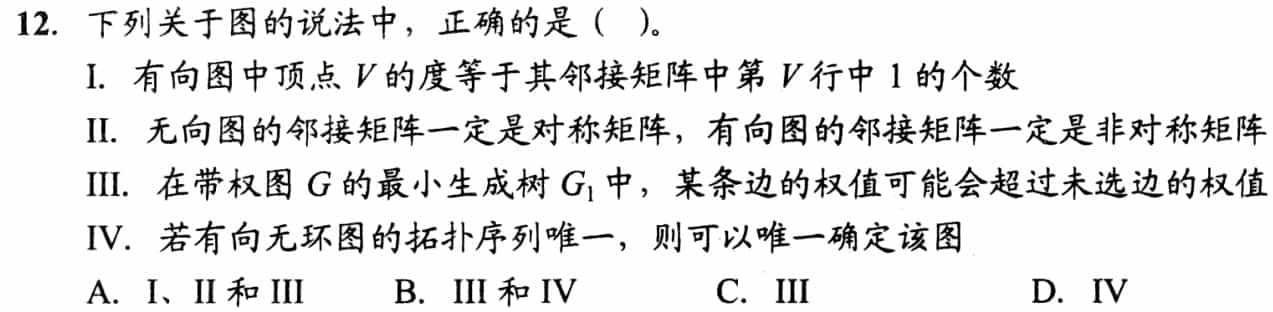 12. 下列关于图的说法中，正确的是（ ）。
I. 有向图中顶点 V 的度等于其邻接矩阵中第 V 行中 1 的个数
II. 无向图的邻接矩阵一定是对称矩阵，有向图的邻接矩阵一定是非对称矩阵
III. 在带权图 G 的最小生成树 G₁ 中，某条边的权值可能会超过未选边的权值
IV. 若有向无环图的拓扑序列唯一，则可以唯一确定该图
A. I、II 和 III B. III 和 IV C. III D. IV